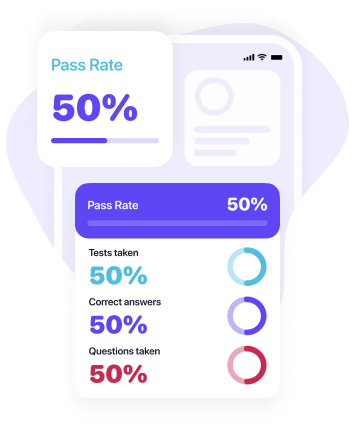 Pass Rate
50%
Pass Rate
50%
Tests taken
50%
Correct answers
50%
Questions taken
50%